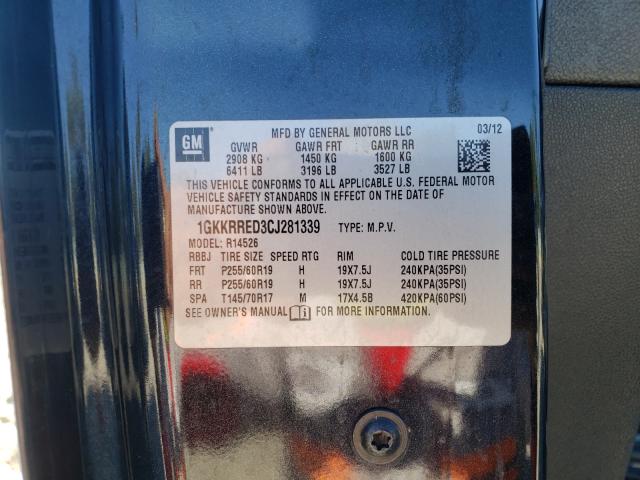 GM
MFD BY GENERAL MOTORS LLC 03/12
GVWR GAWR FRT GAWR RR
2908 KG 1450 KG 1600 KG
6411 LB 3196 LB 3527 LB
THIS VEHICLE CONFORMS TO ALL APPLICABLE U.S. FEDERAL MOTOR
VEHICLE SAFETY STANDARDS IN EFFECT ON THE DATE OF
MANUFACTURE SHOWN ABOVE.
1GKKRRED3CJ281339 TYPE: M.P.V.
MODEL: R14526
RBBJ TIRE SIZE SPEED RTG RIM COLD TIRE PRESSURE
FRT P255/60R19 H 19X7.5J 240KPA(35PSI)
RR P255/60R19 H 19X7.5J 240KPA(35PSI)
SPA T145/70R17 M 17X4.5B 420KPA(60PSI)
SEE OWNER'S MANUAL FOR MORE INFORMATION.